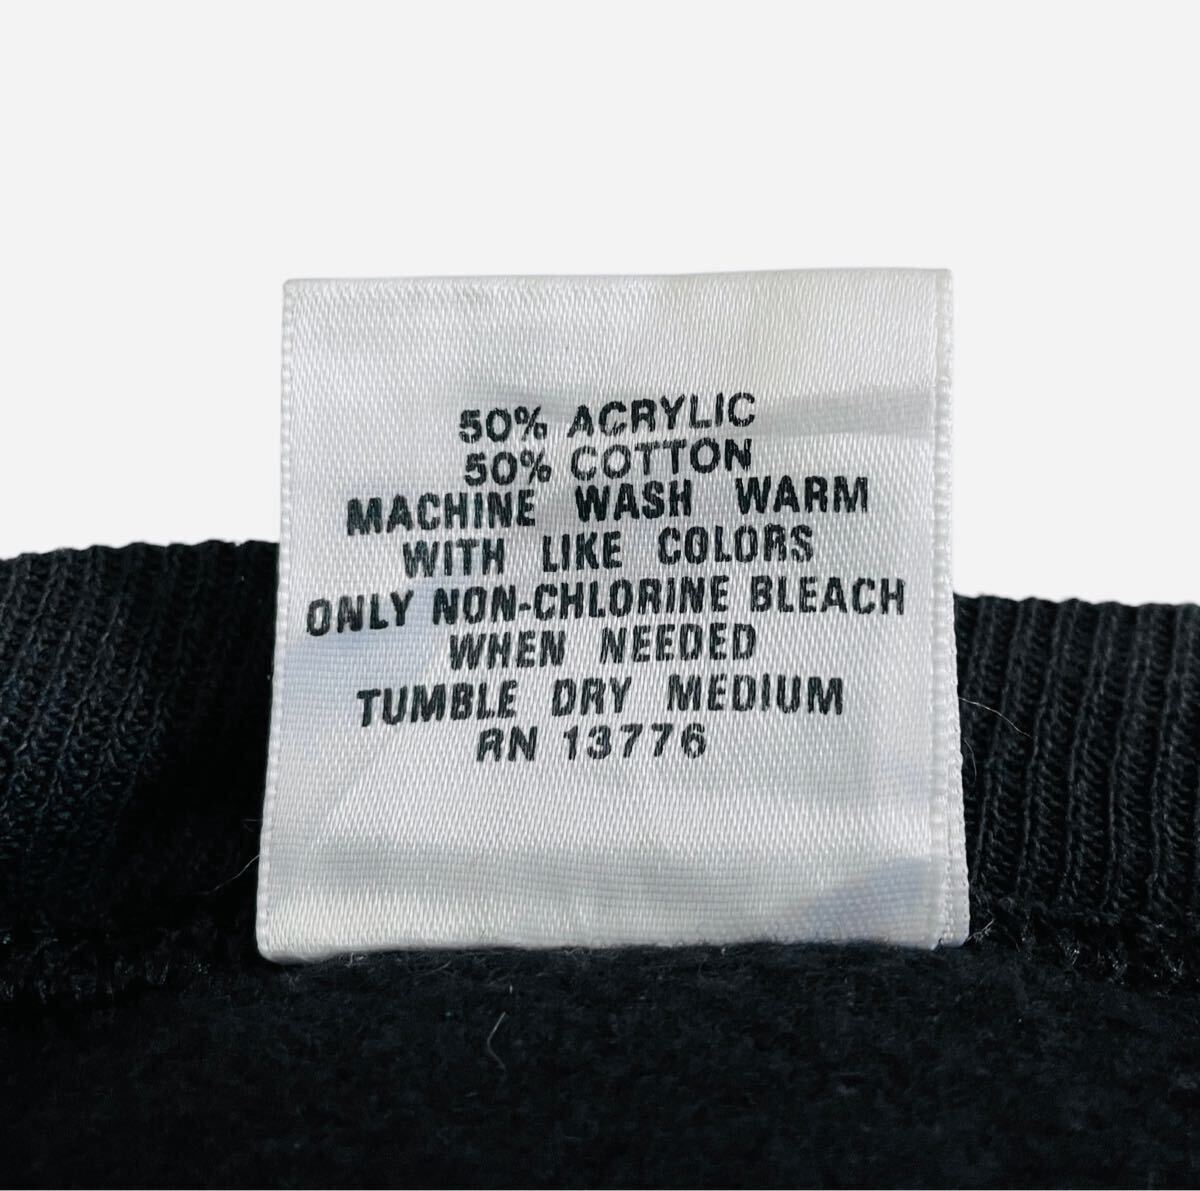 50% ACRYLIC
50% COTTON
MACHINE WASH WARM
WITH LIKE COLORS
ONLY NON-CHLORINE BLEACH
WHEN NEEDED
TUMBLE DRY MEDIUM
RN 13776